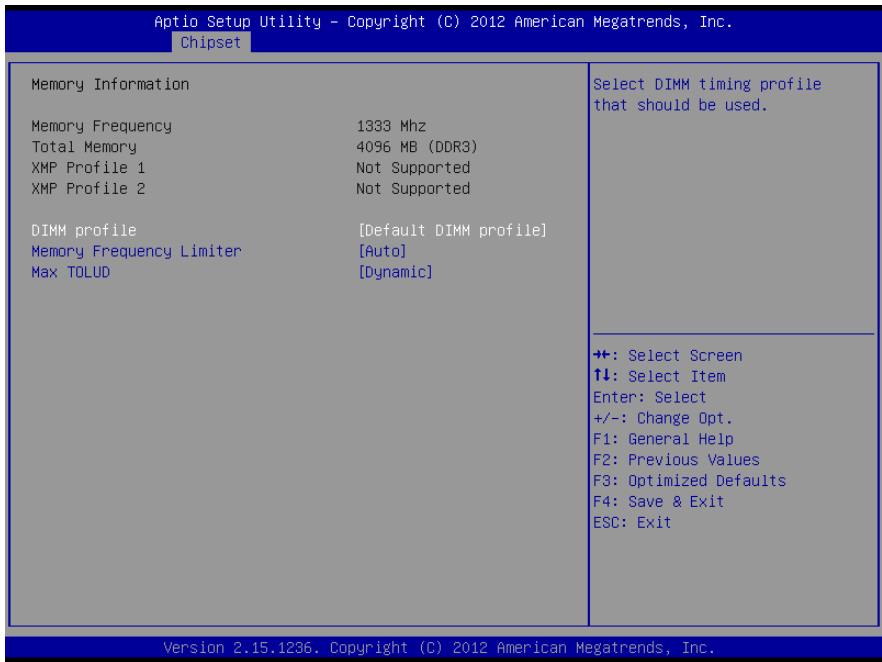 Aptio Setup Utility – Copyright (C) 2012 American Megatrends, Inc.
Chipset
Memory Information
Memory Frequency 1333 Mhz
Total Memory 4096 MB (DDR3)
XMP Profile 1 Not Supported
XMP Profile 2 Not Supported
DIMM profile [Default DIMM profile]
Memory Frequency Limiter [Auto]
Max TOLUD [Dynamic]
Select DIMM timing profile
that should be used.
→←: Select Screen
↑↓: Select Item
Enter: Select
+/-: Change Opt.
F1: General Help
F2: Previous Values
F3: Optimized Defaults
F4: Save & Exit
ESC: Exit
Version 2.15.1236. Copyright (C) 2012 American Megatrends, Inc.